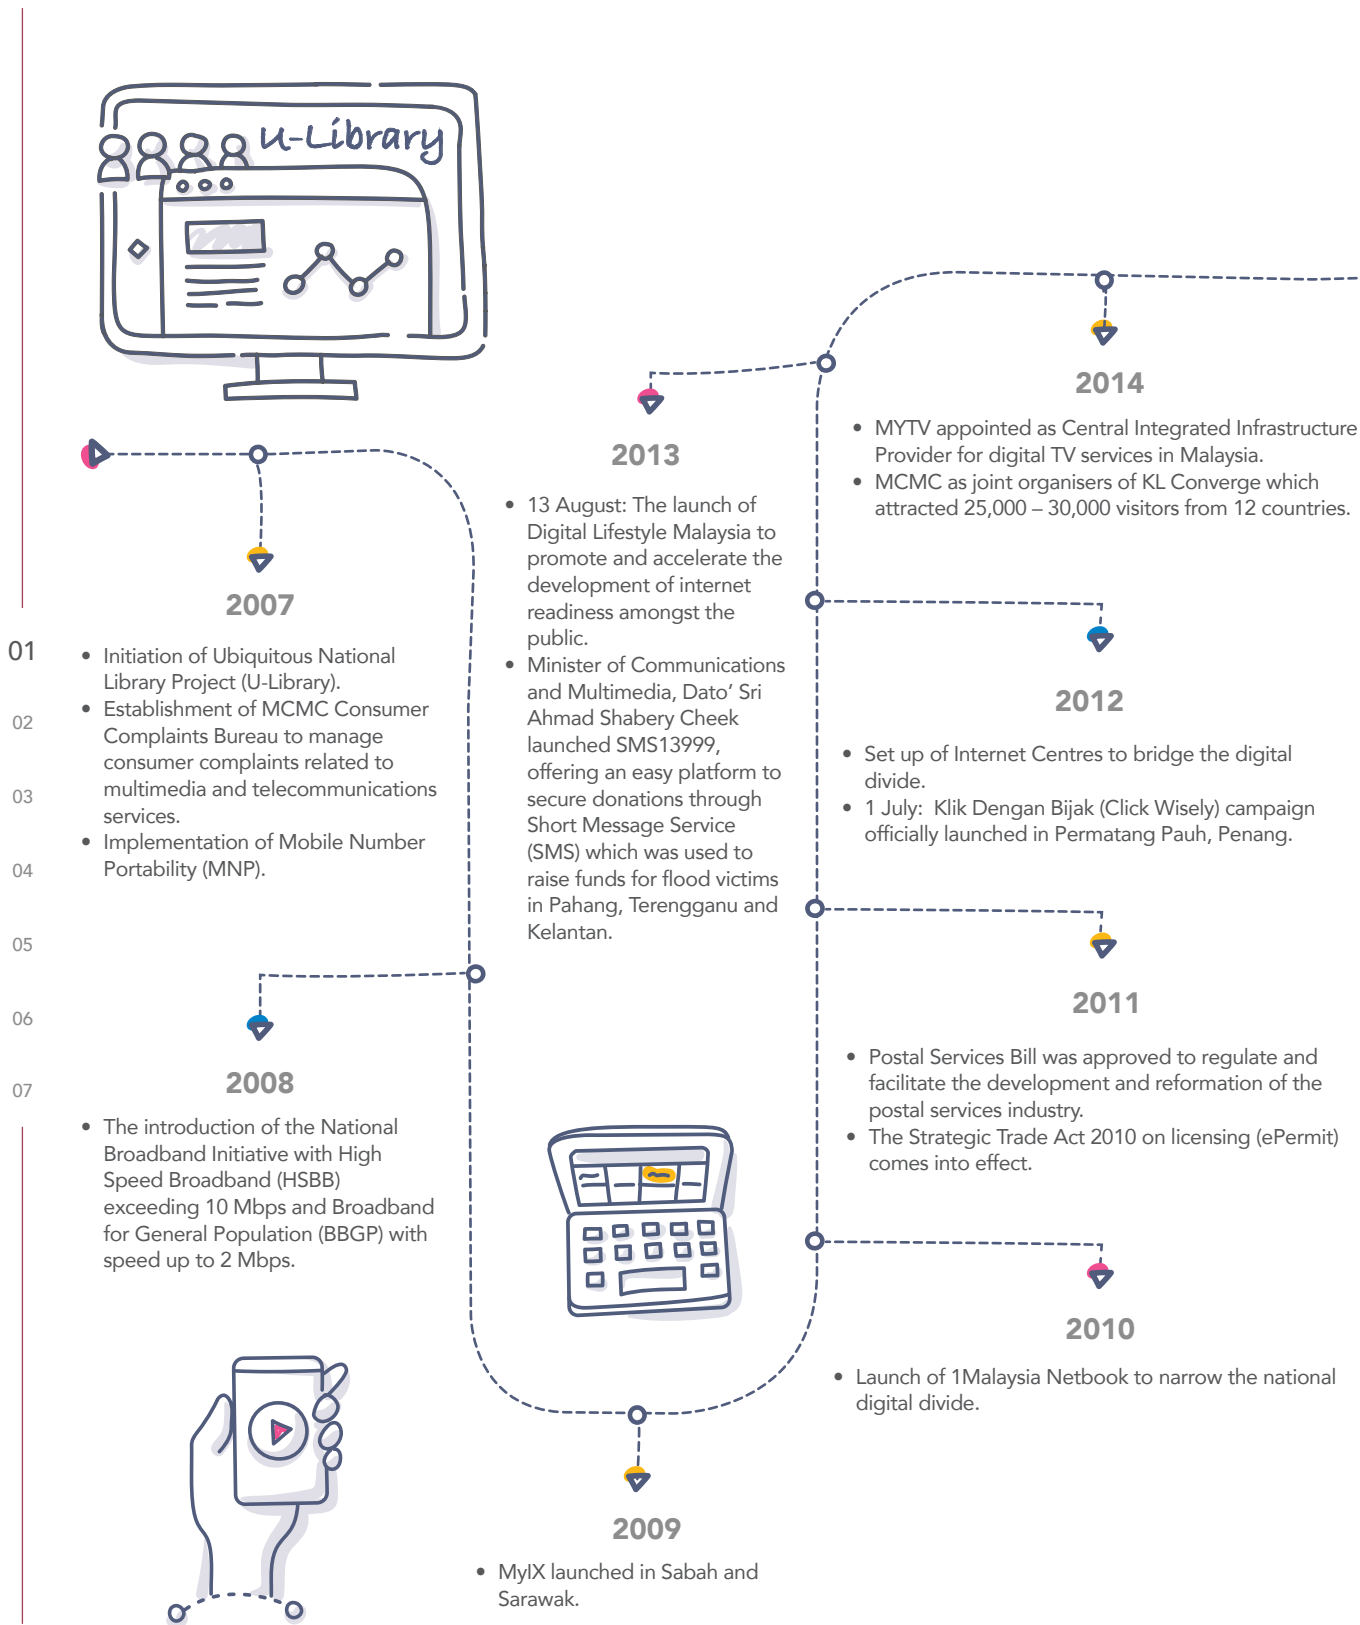 U-Library
2007
• Initiation of Ubiquitous National
Library Project (U-Library).
• Establishment of MCMC Consumer
Complaints Bureau to manage
consumer complaints related to
multimedia and telecommunications
services.
• Implementation of Mobile Number
Portability (MNP).
2008
• The introduction of the National
Broadband Initiative with High
Speed Broadband (HSBB)
exceeding 10 Mbps and Broadband
for General Population (BBGP) with
speed up to 2 Mbps.
2009
• MyIX launched in Sabah and
Sarawak.
2010
• Launch of 1Malaysia Netbook to narrow the national
digital divide.
2011
• Postal Services Bill was approved to regulate and
facilitate the development and reformation of the
postal services industry.
• The Strategic Trade Act 2010 on licensing (ePermit)
comes into effect.
2012
• Set up of Internet Centres to bridge the digital
divide.
• 1 July: Klik Dengan Bijak (Click Wisely) campaign
officially launched in Permatang Pauh, Penang.
2013
• 13 August: The launch of
Digital Lifestyle Malaysia to
promote and accelerate the
development of internet
readiness amongst the
public.
• Minister of Communications
and Multimedia, Dato’ Sri
Ahmad Shabery Cheek
launched SMS13999,
offering an easy platform to
secure donations through
Short Message Service
(SMS) which was used to
raise funds for flood victims
in Pahang, Terengganu and
Kelantan.
2014
• MYTV appointed as Central Integrated Infrastructure
Provider for digital TV services in Malaysia.
• MCMC as joint organisers of KL Converge which
attracted 25,000 – 30,000 visitors from 12 countries.
01
02
03
04
05
06
07